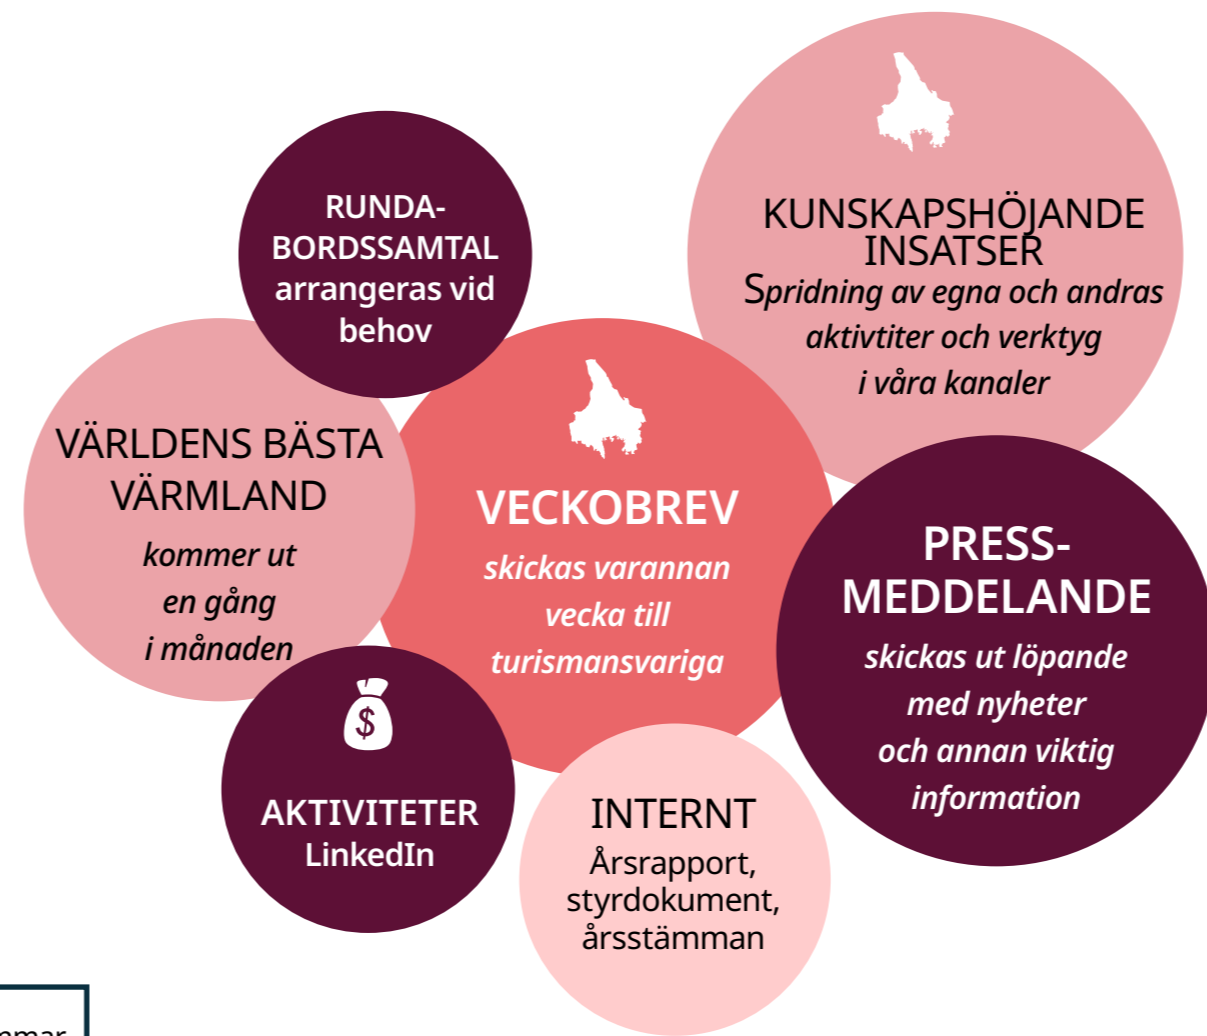 RUNDA-
BORDSSAMTAL
arrangeras vid
behov
KUNSKAPSHÖJANDE
INSATSER
Spridning av egna och andras
aktivtiter och verktyg
i våra kanaler
VÄRLDENS BÄSTA
VÄRMLAND
kommer ut
en gång
i månaden
VECKOBREV
skickas varannan
vecka till
turismansvariga
PRESS-
MEDDELANDE
skickas ut löpande
med nyheter
och annan viktig
information
$
AKTIVITETER
LinkedIn
INTERNT
Årsrapport,
styrdokument,
årsstämman